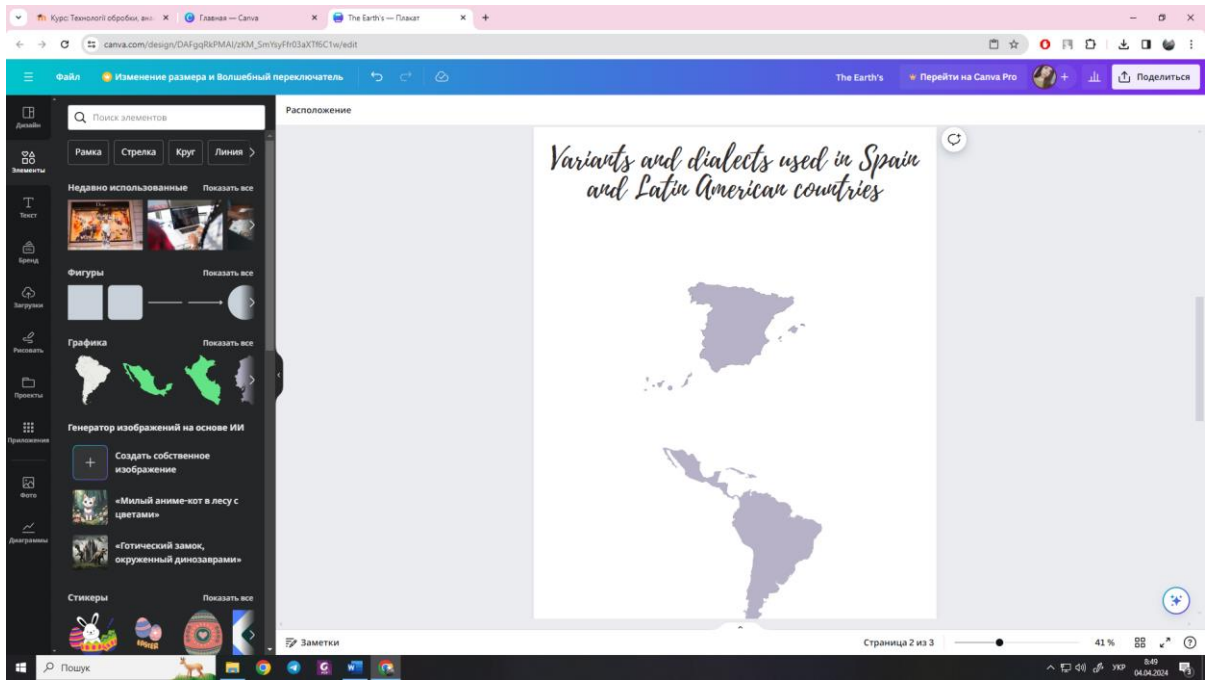 Курс: Технології обробки, ана
Главная — Canva
The Earth's — Плакат
canva.com/design/DAFgqRkPMAI/zKM_SmYsyFfr03aXTf6C1w/edit
Файл
Изменение размера и Волшебный переключатель
The Earth's
Перейти на Canva Pro
Поделиться
Дизайн
Элементы
Текст
Бренд
Загрузки
Рисовать
Проекты
Приложения
Фото
Диаграммы
Поиск элементов
Рамка Стрелка Круг Линия
Недавно использованные Показать все
Фигуры Показать все
Графика Показать все
Генератор изображений на основе ИИ
Создать собственное
изображение
«Милый аниме-кот в лесу с
цветами»
«Готический замок,
окруженный динозаврами»
Стикеры Показать все
Расположение
Variants and dialects used in Spain
and Latin American countries
Заметки
Страница 2 из 3
41 %
Пошук
УКР
8:49
04.04.2024